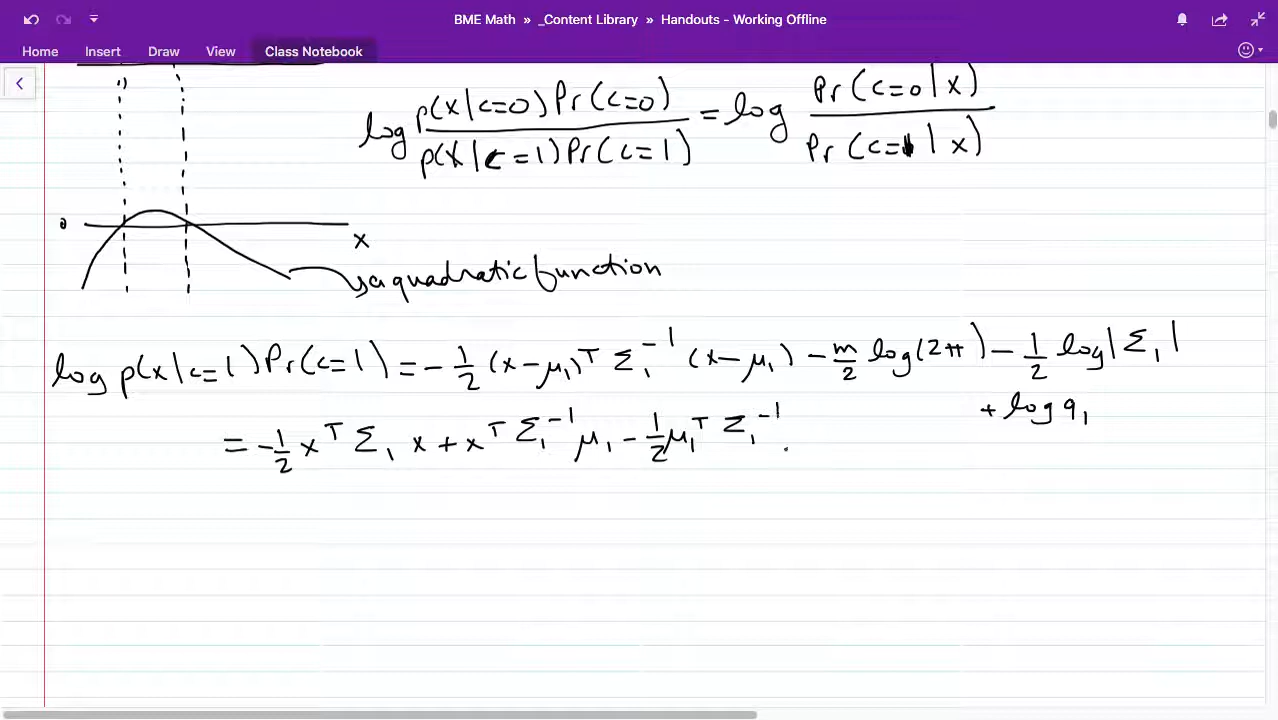 BME Math » _Content Library » Handouts - Working Offline
Home Insert Draw View Class Notebook
log p(x|c=0)Pr(c=0) / p(x|c=1)Pr(c=1) = log Pr(c=0|x) / Pr(c=1|x)
0
x
a quadratic function
log p(x|c=1)Pr(c=1) = -1/2 (x-μ₁)ᵀ Σ₁⁻¹ (x-μ₁) - m/2 log(2π) - 1/2 log|Σ₁|
+ log q₁
= -1/2 xᵀ Σ₁ x + xᵀ Σ₁⁻¹ μ₁ - 1/2 μ₁ᵀ Σ₁⁻¹